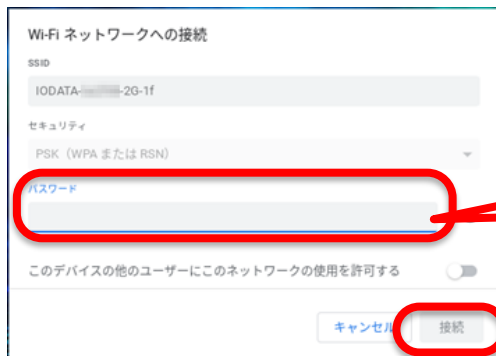 Wi-Fi ネットワークへの接続
SSID
IODATA- -2G-1f
セキュリティ
PSK（WPA または RSN）
パスワード
このデバイスの他のユーザーにこのネットワークの使用を許可する
キャンセル
接続